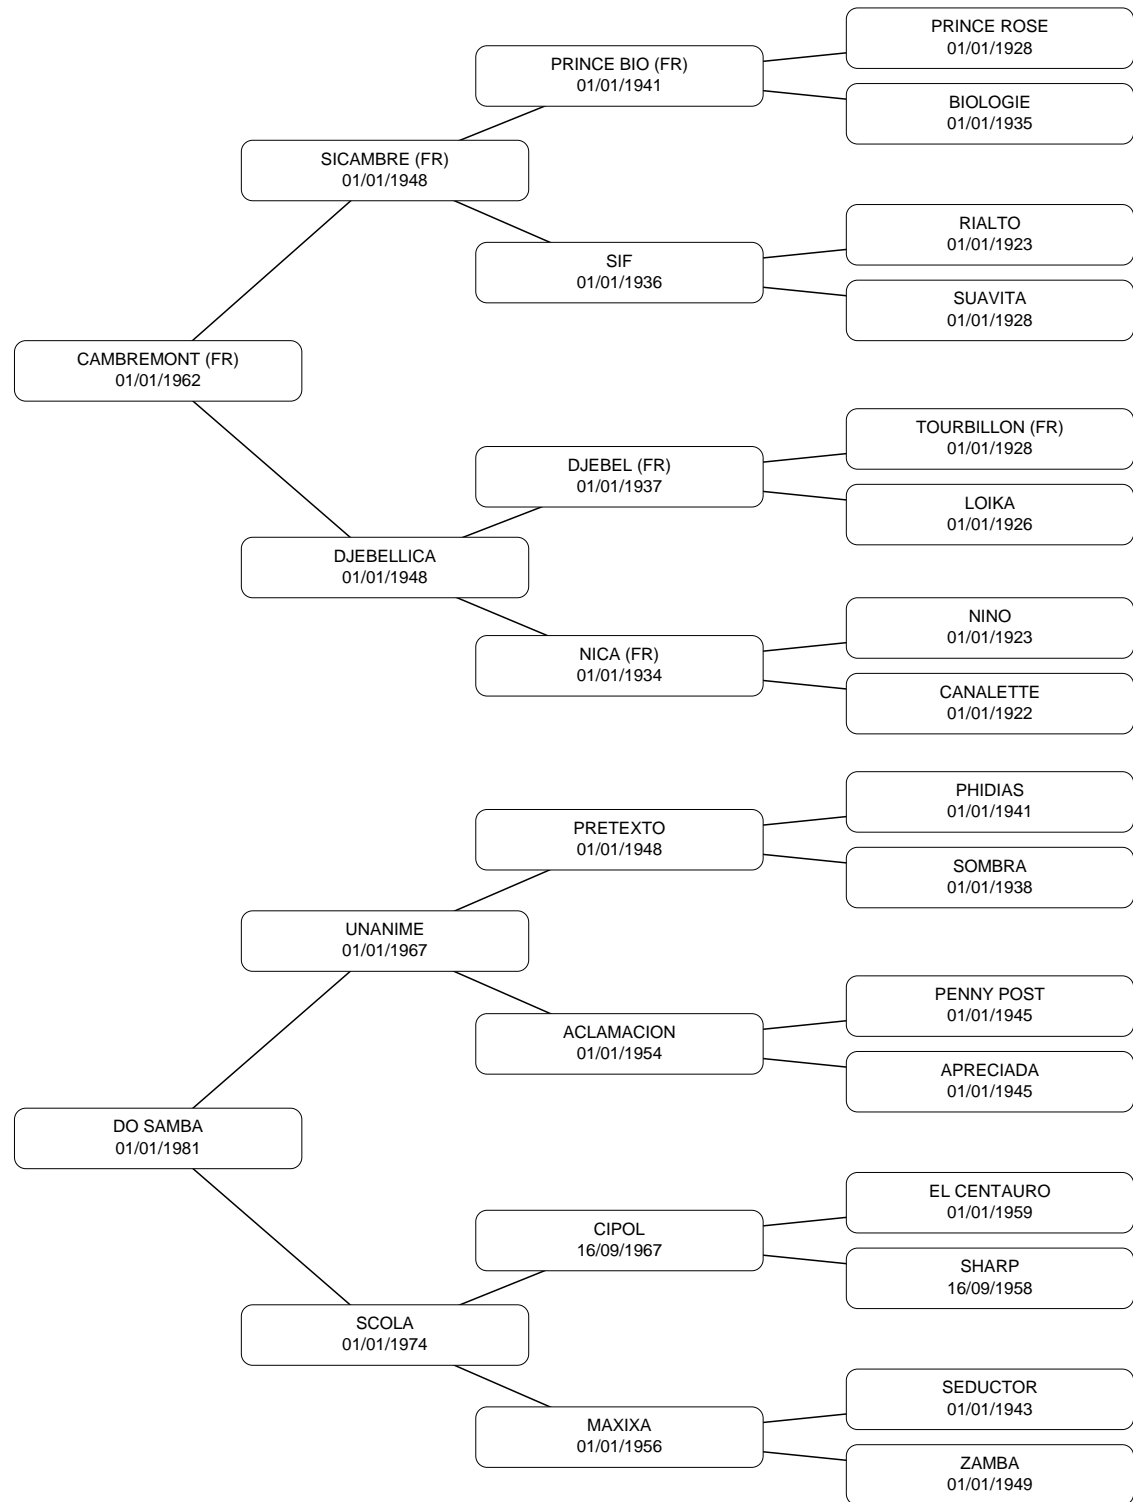 PRINCE ROSE
01/01/1928
PRINCE BIO (FR)
01/01/1941
BIOLOGIE
01/01/1935
SICAMBRE (FR)
01/01/1948
RIALTO
01/01/1923
SIF
01/01/1936
SUAVITA
01/01/1928
CAMBREMONT (FR)
01/01/1962
TOURBILLON (FR)
01/01/1928
DJEBEL (FR)
01/01/1937
LOIKA
01/01/1926
DJEBELLICA
01/01/1948
NINO
01/01/1923
NICA (FR)
01/01/1934
CANALETTE
01/01/1922
PHIDIAS
01/01/1941
PRETEXTO
01/01/1948
SOMBRA
01/01/1938
UNANIME
01/01/1967
PENNY POST
01/01/1945
ACLAMACION
01/01/1954
APRECIADA
01/01/1945
DO SAMBA
01/01/1981
EL CENTAURO
01/01/1959
CIPOL
16/09/1967
SHARP
16/09/1958
SCOLA
01/01/1974
SEDUCTOR
01/01/1943
MAXIXA
01/01/1956
ZAMBA
01/01/1949